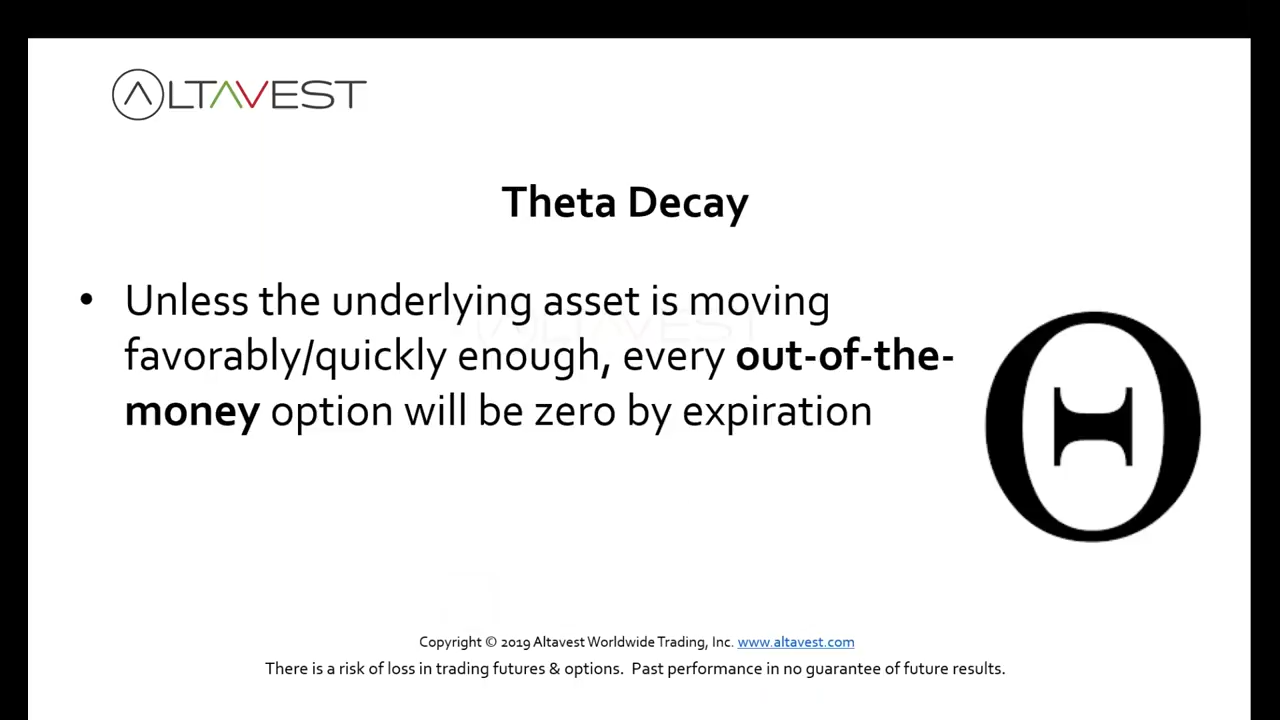 ALTAVEST
Theta Decay
• Unless the underlying asset is moving
favorably/quickly enough, every out-of-the-
money option will be zero by expiration
ALTAVEST
Θ
Copyright © 2019 Altavest Worldwide Trading, Inc. www.altavest.com
There is a risk of loss in trading futures & options. Past performance in no guarantee of future results.